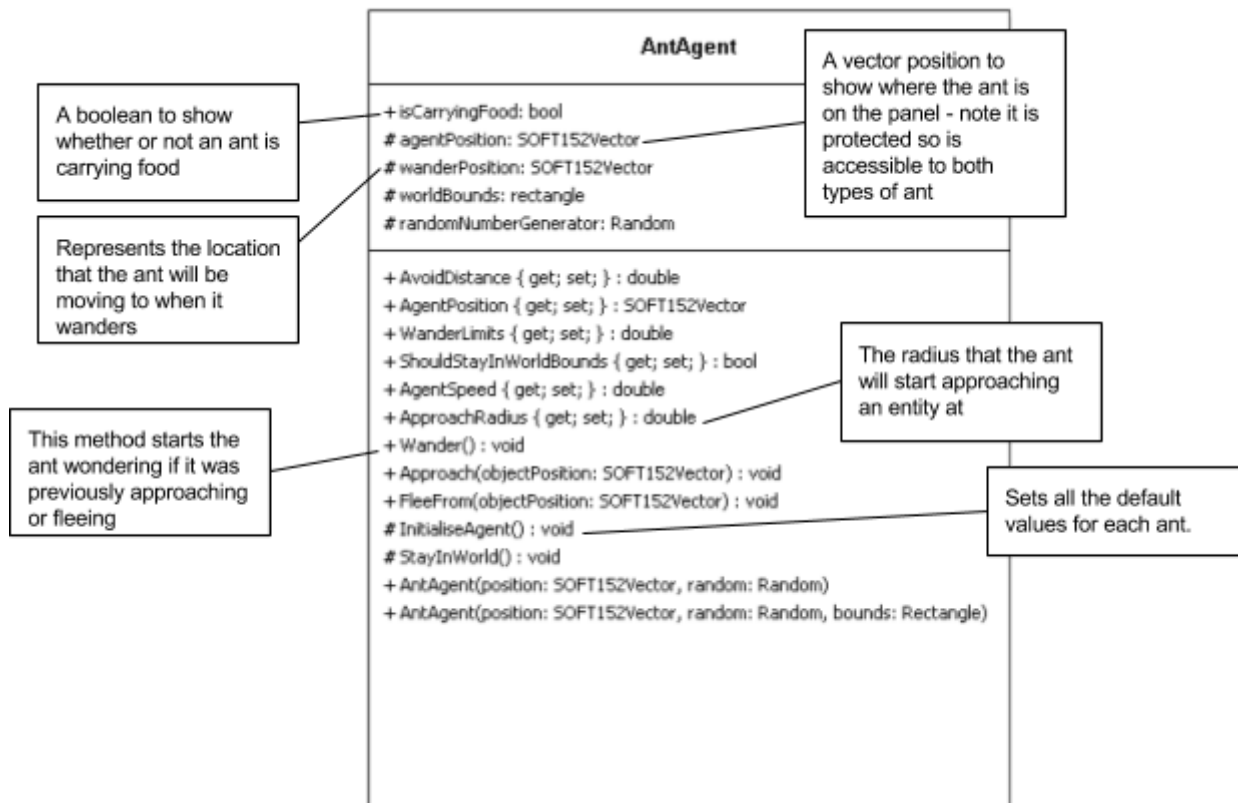 AntAgent
A boolean to show
whether or not an ant is
carrying food
Represents the location
that the ant will be
moving to when it
wanders
This method starts the
ant wondering if it was
previously approaching
or fleeing
+ isCarryingFood: bool
# agentPosition: SOFT152Vector
# wanderPosition: SOFT152Vector
# worldBounds: rectangle
# randomNumberGenerator: Random
+ AvoidDistance { get; set; } : double
+ AgentPosition { get; set; } : SOFT152Vector
+ WanderLimits { get; set; } : double
+ ShouldStayInWorldBounds { get; set; } : bool
+ AgentSpeed { get; set; } : double
+ ApproachRadius { get; set; } : double
+ Wander() : void
+ Approach(objectPosition: SOFT152Vector) : void
+ FleeFrom(objectPosition: SOFT152Vector) : void
# InitialiseAgent() : void
# StayInWorld() : void
+ AntAgent(position: SOFT152Vector, random: Random)
+ AntAgent(position: SOFT152Vector, random: Random, bounds: Rectangle)
A vector position to
show where the ant is
on the panel - note it is
protected so is
accessible to both
types of ant
The radius that the ant
will start approaching
an entity at
Sets all the default
values for each ant.